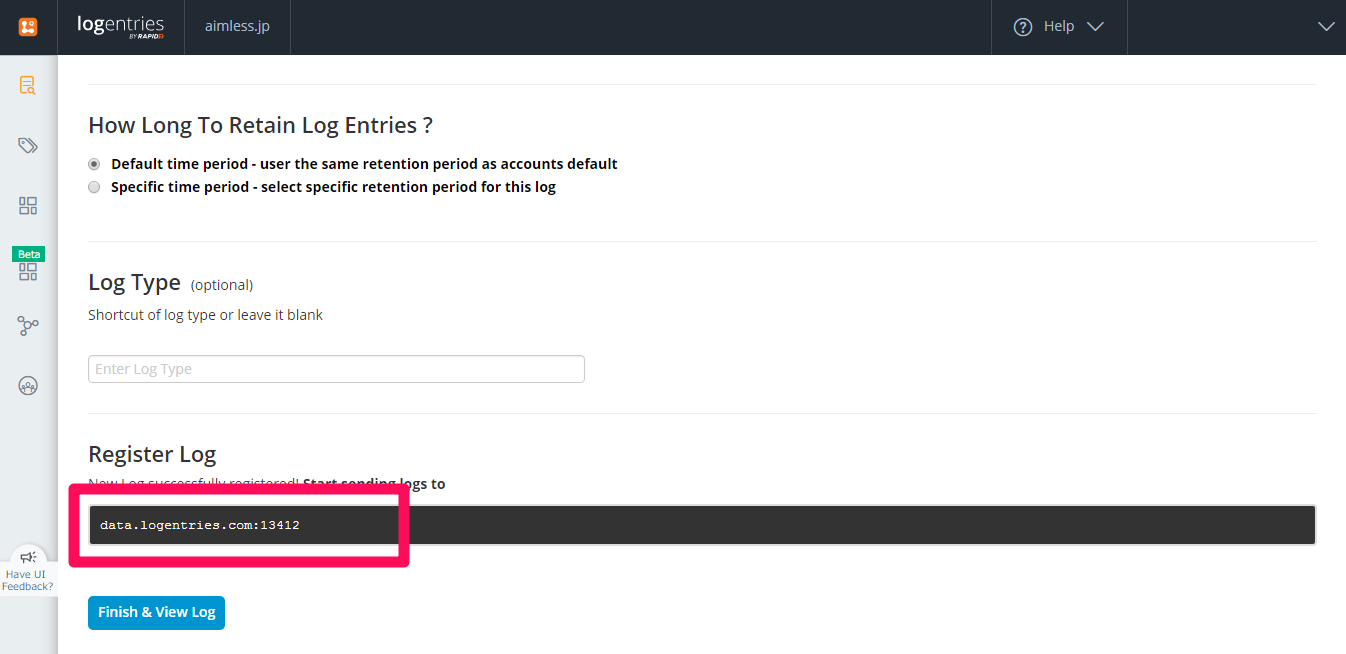 logentries
BY RAPID7
aimless.jp
Help
How Long To Retain Log Entries ?
Default time period - user the same retention period as accounts default
Specific time period - select specific retention period for this log
Beta
Log Type (optional)
Shortcut of log type or leave it blank
Enter Log Type
Register Log
New Log successfully registered! Start sending logs to
data.logentries.com:13412
Have UI
Feedback?
Finish & View Log